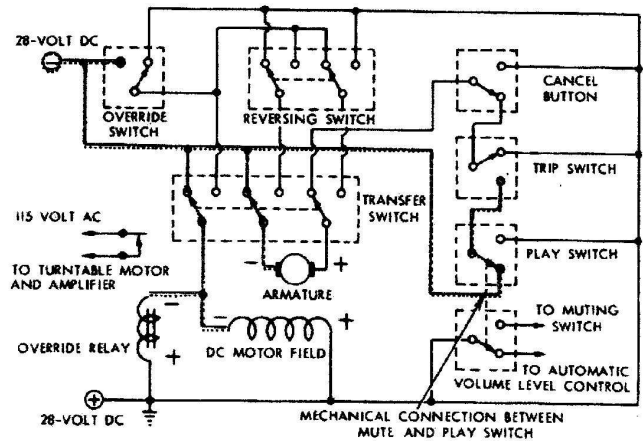 28-VOLT DC
OVERRIDE
SWITCH
REVERSING SWITCH
CANCEL
BUTTON
TRIP SWITCH
TRANSFER
SWITCH
115 VOLT AC
TO TURNTABLE MOTOR
AND AMPLIFIER
- +
ARMATURE
PLAY SWITCH
TO MUTING
SWITCH
- - +
OVERRIDE RELAY
+
DC MOTOR FIELD
TO AUTOMATIC
VOLUME LEVEL CONTROL
+
28-VOLT DC
MECHANICAL CONNECTION BETWEEN
MUTE AND PLAY SWITCH